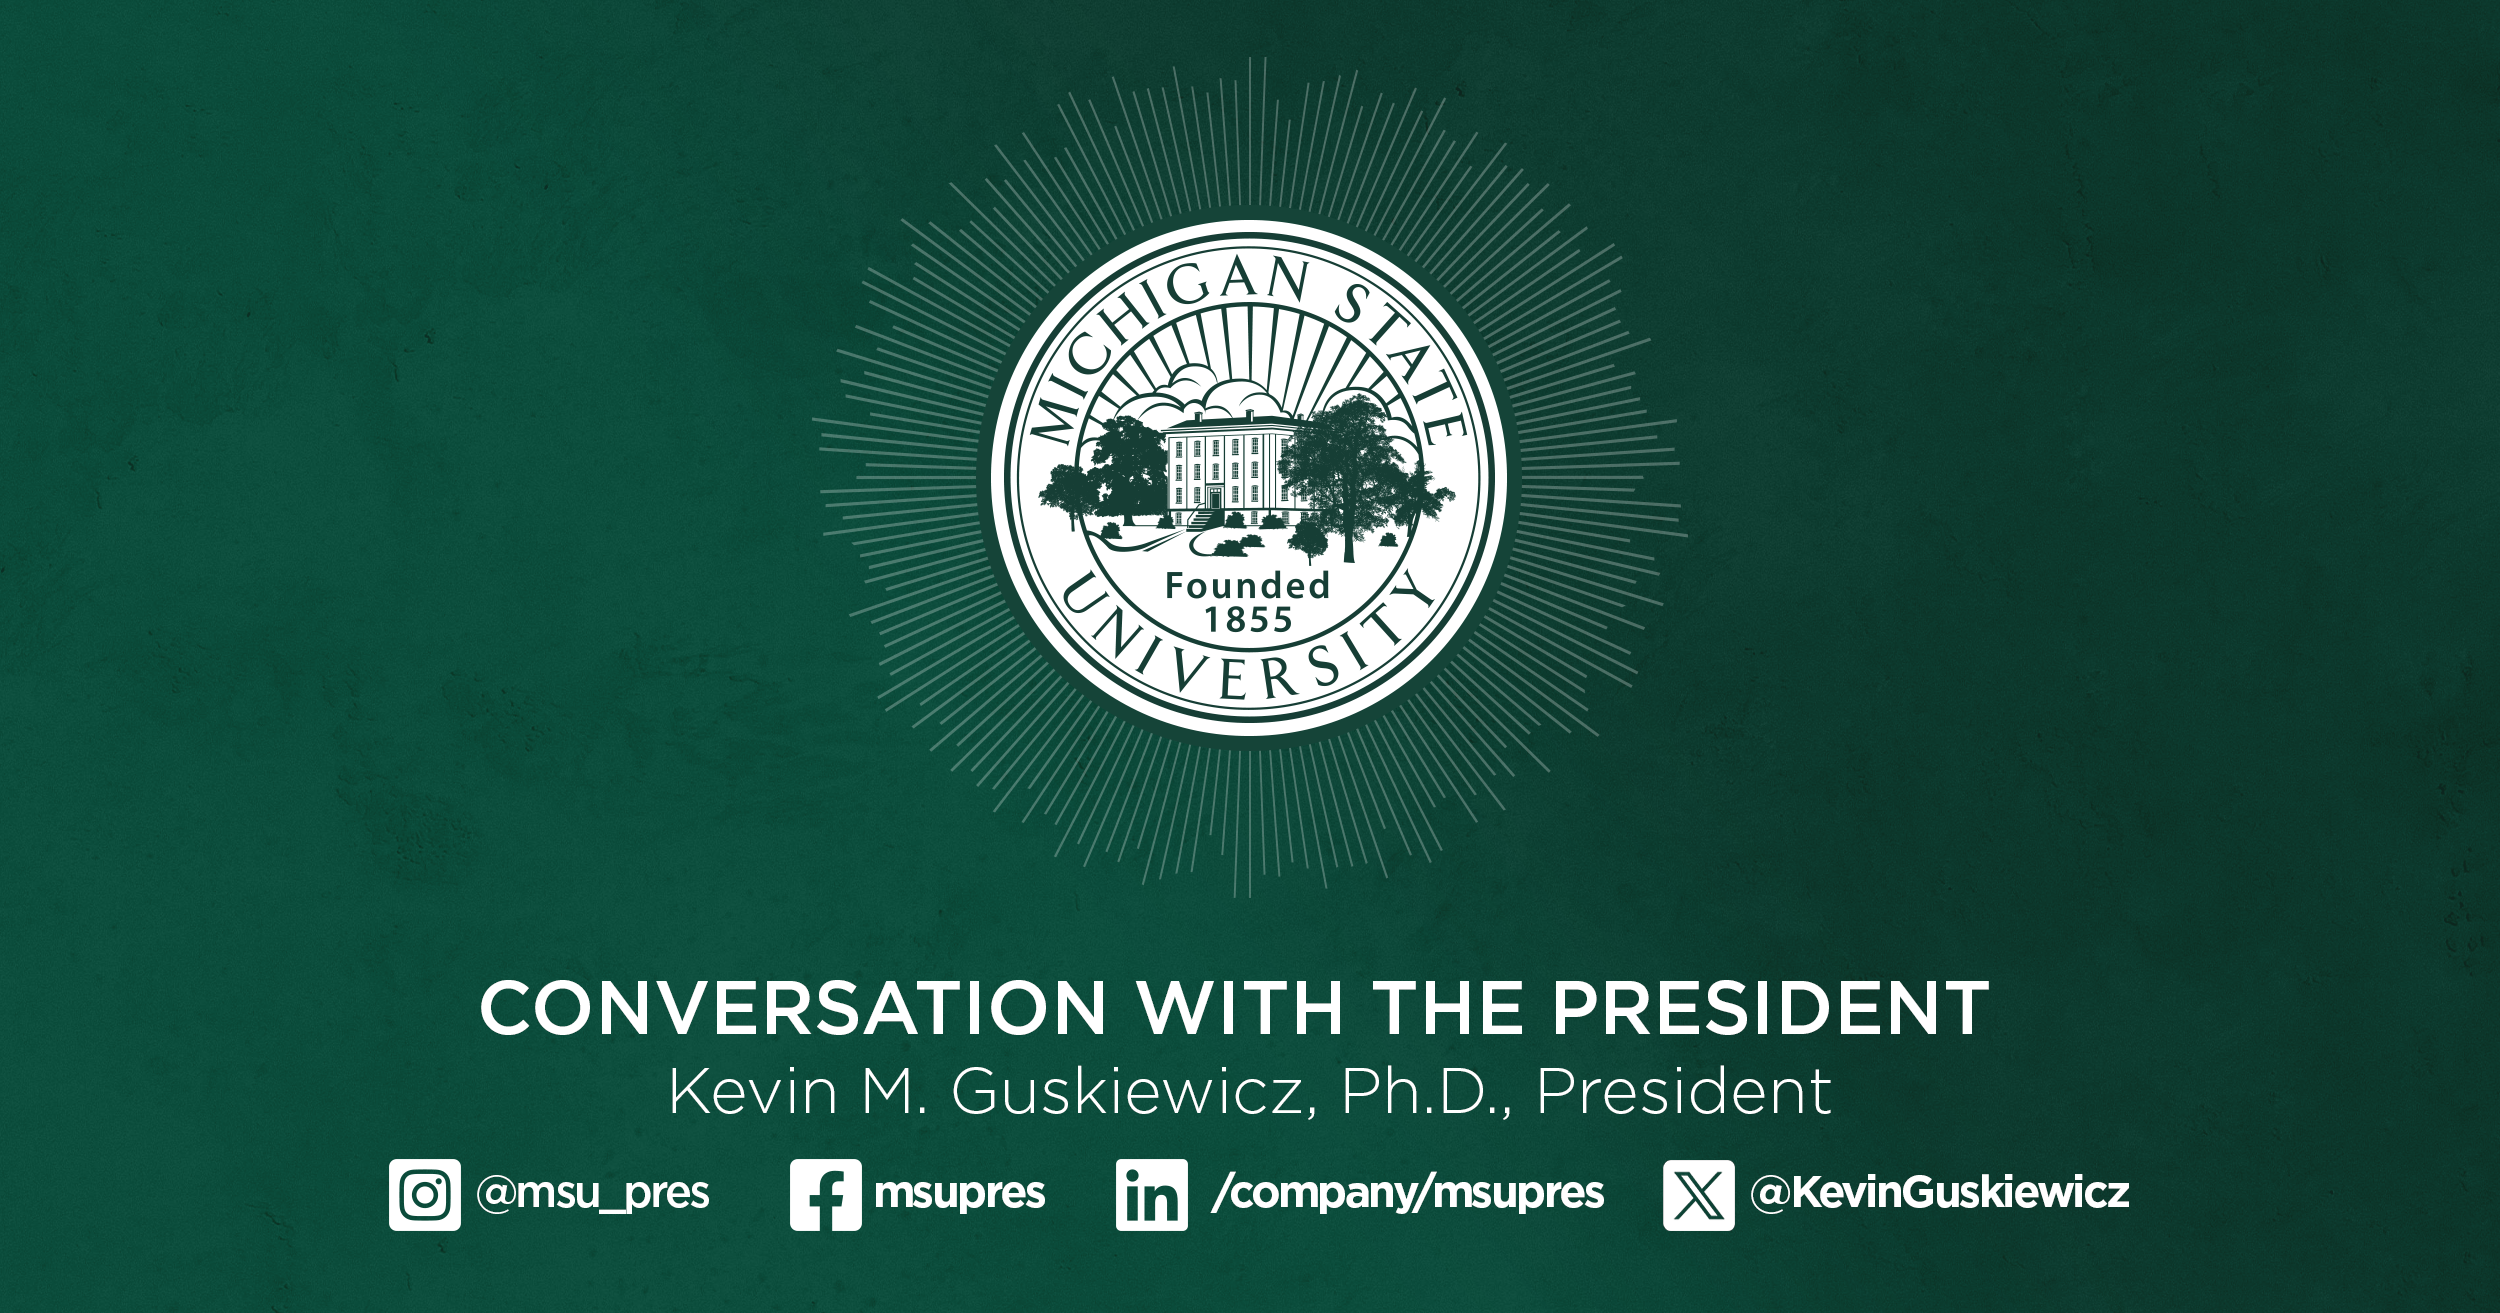 MICHIGAN STATE
UNIVERSITY
Founded
1855
CONVERSATION WITH THE PRESIDENT
Kevin M. Guskiewicz, Ph.D., President
@msu_pres
msupres
/company/msupres
@KevinGuskiewicz